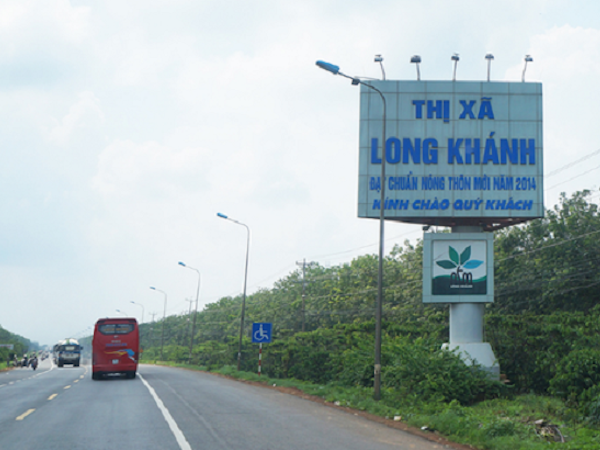 THỊ XÃ
LONG KHÁNH
ĐẠT CHUẨN NÔNG THÔN MỚI NĂM 2014
KÍNH CHÀO QUÝ KHÁCH